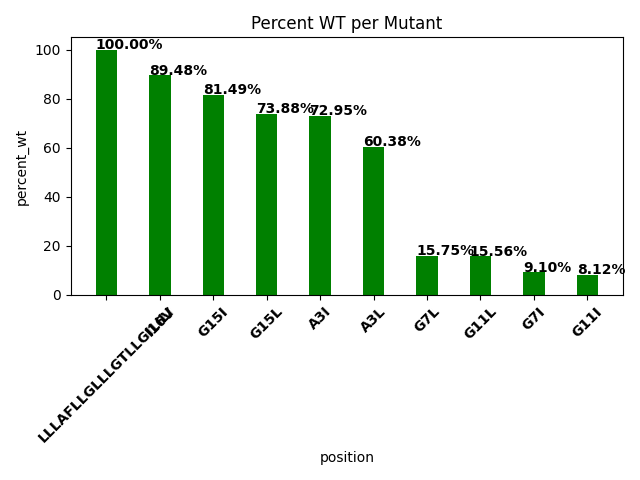 Percent WT per Mutant
percent_wt
100
80
60
40
20
0
100.00%
89.48%
81.49%
73.88%
72.95%
60.38%
15.75%
15.56%
9.10%
8.12%
G15I
G15L
A3I
A3L
G7L
G11L
G7I
G11I
position